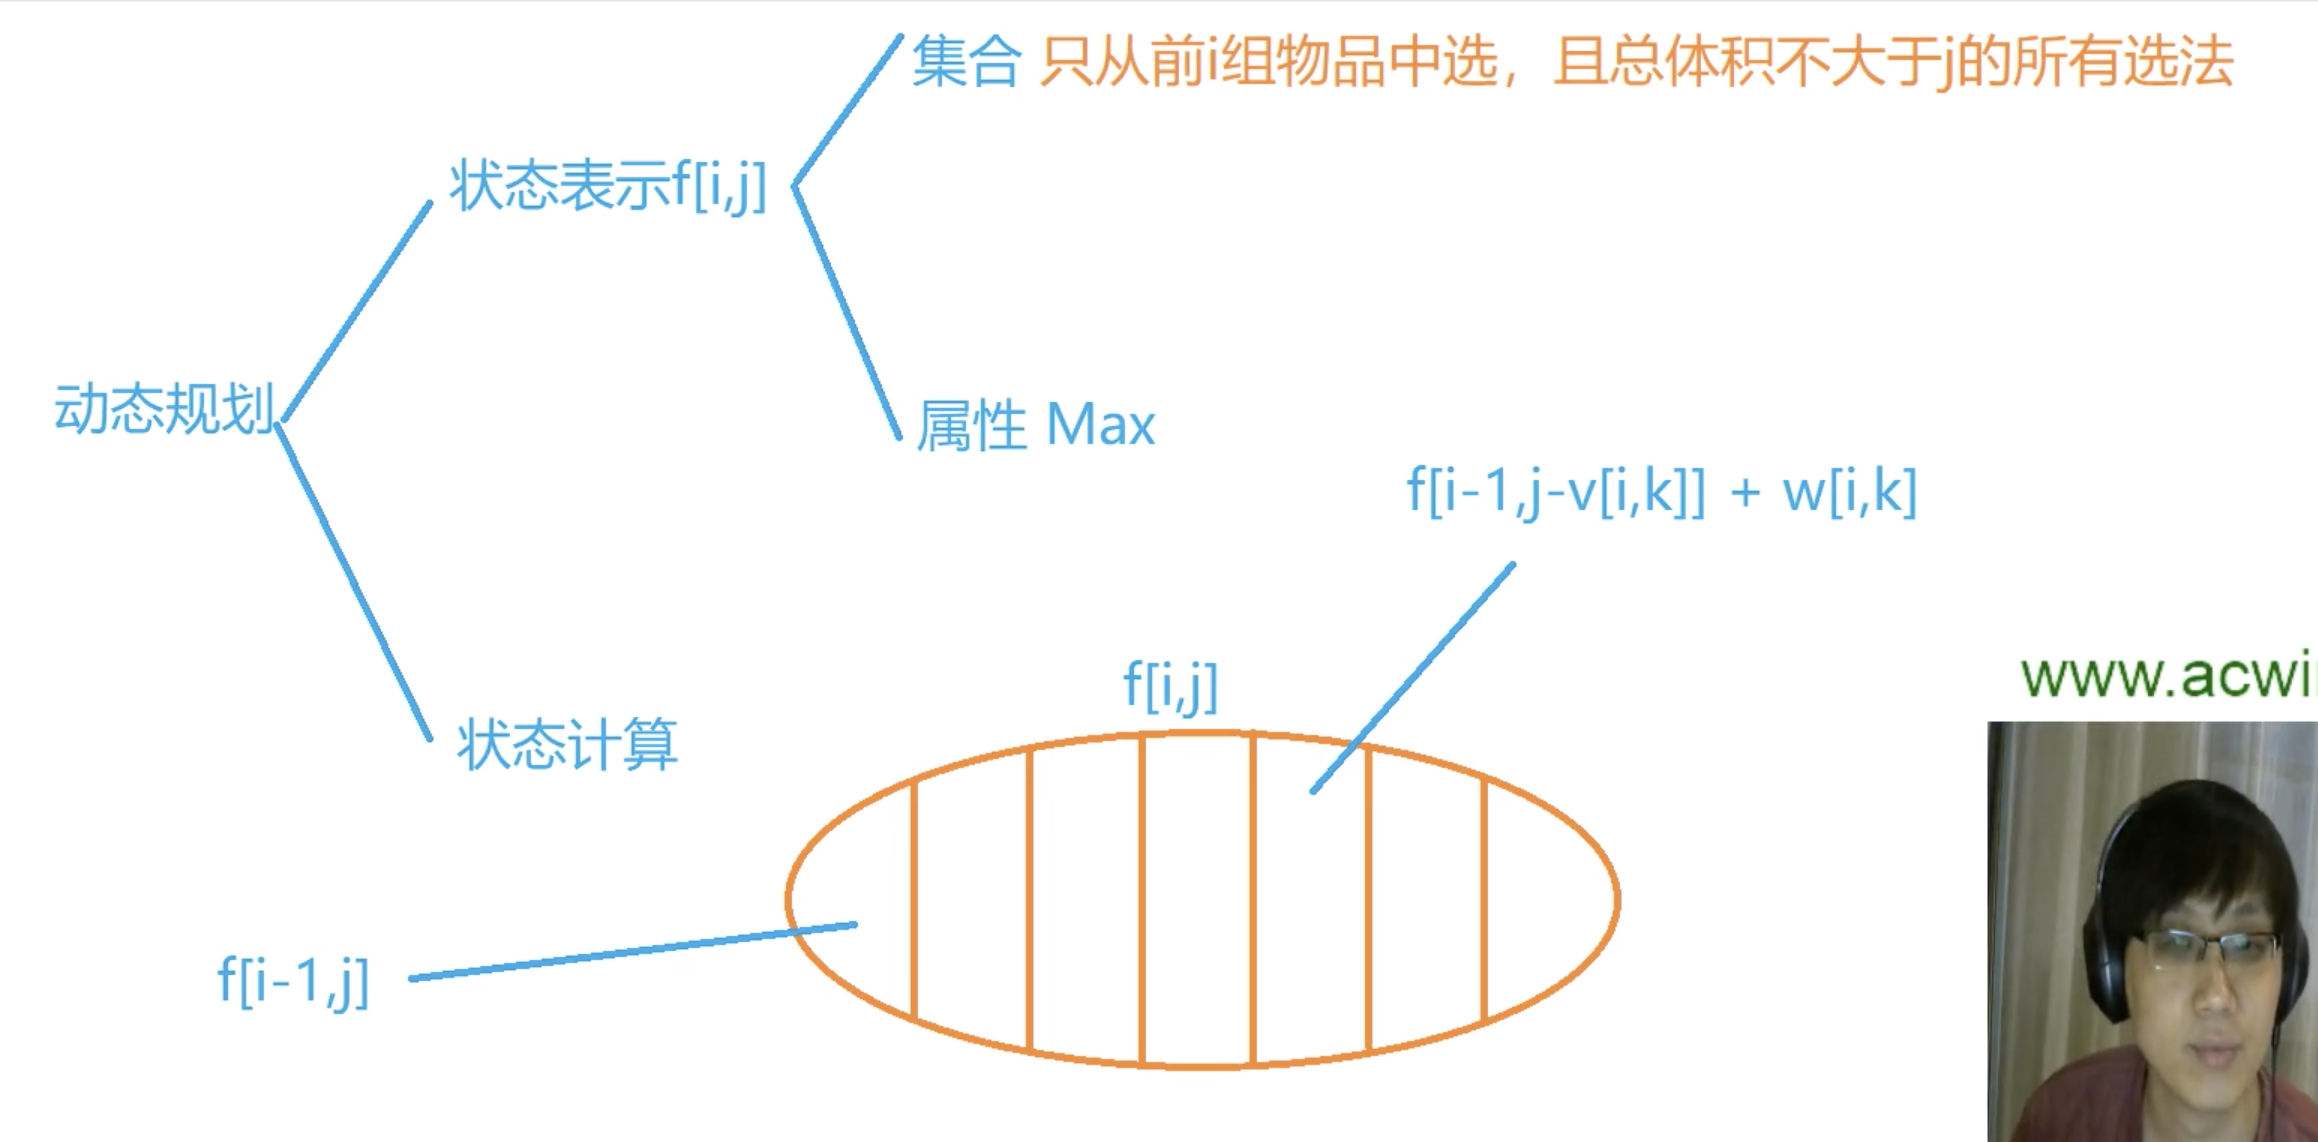 集合 只从前i组物品中选，且总体积不大于j的所有选法
状态表示f[i,j]
动态规划
属性 Max
f[i-1,j-v[i,k]] + w[i,k]
f[i,j]
www.acwi
状态计算
f[i-1,j]